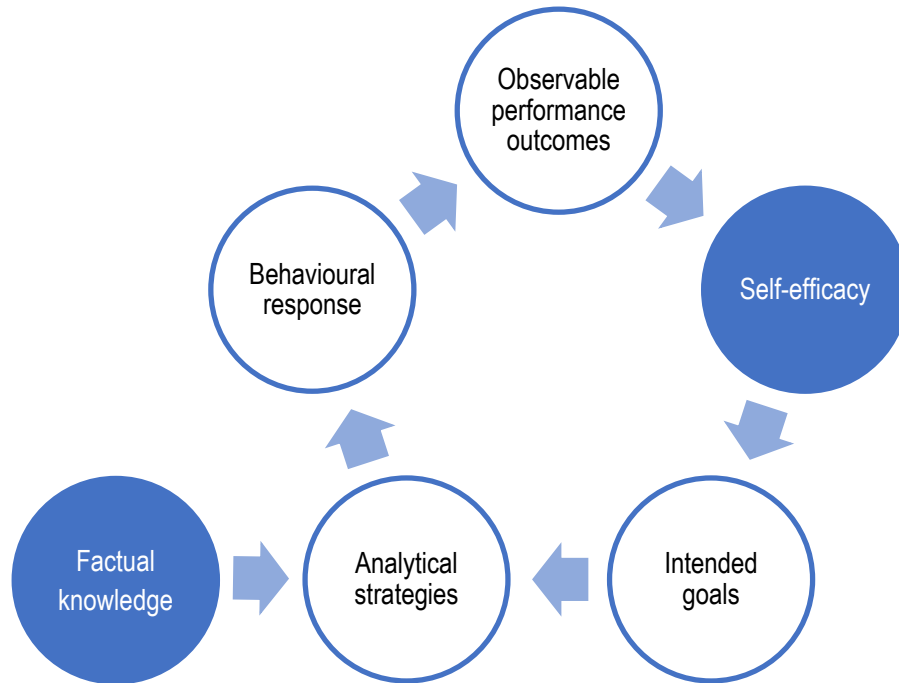 Observable
performance
outcomes
Behavioural
response
Self-efficacy
Factual
knowledge
Analytical
strategies
Intended
goals